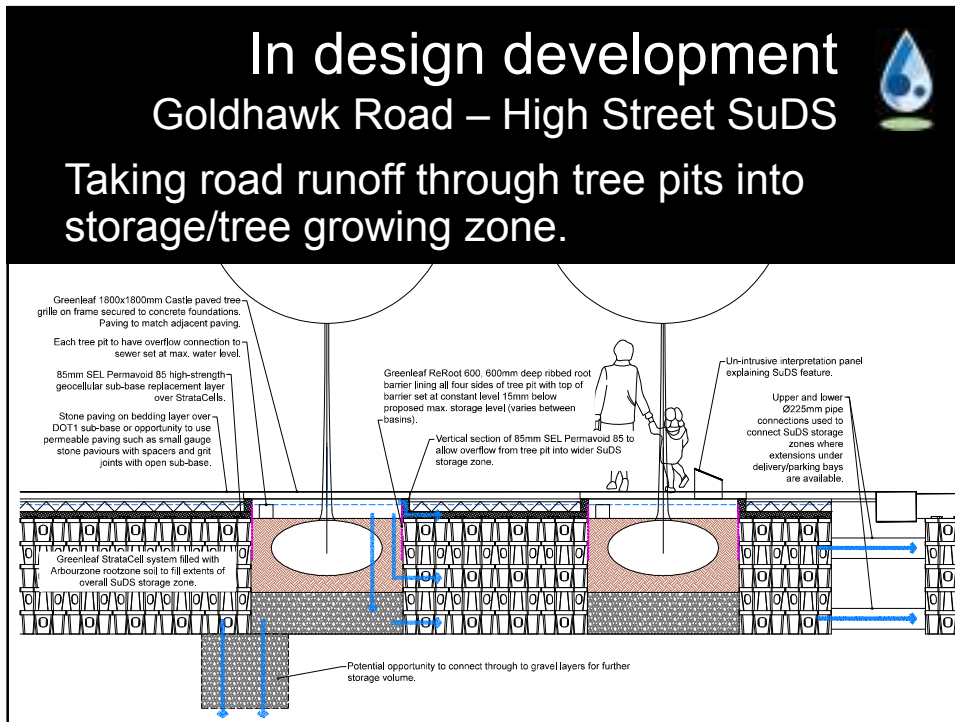 In design development
Goldhawk Road – High Street SuDS
Taking road runoff through tree pits into
storage/tree growing zone.
Greenleaf 1800x1800mm Castle paved tree
grille on frame secured to concrete foundations.
Paving to match adjacent paving.
Each tree pit to have overflow connection to
sewer set at max. water level.
85mm SEL Permavoid 85 high-strength
geocellular sub-base replacement layer
over StrataCells.
Stone paving on bedding layer over
DOT1 sub-base or opportunity to use
permeable paving such as small gauge
stone paviours with spacers and grit
joints with open sub-base.
Greenleaf StrataCell system filled with
Arbourzone rootzone soil to fill extents of
overall SuDS storage zone.
Greenleaf ReRoot 600, 600mm deep ribbed root
barrier lining all four sides of tree pit with top of
barrier set at constant level 15mm below
proposed max. storage level (varies between
basins).
Vertical section of 85mm SEL Permavoid 85 to
allow overflow from tree pit into wider SuDS
storage zone.
Un-intrusive interpretation panel
explaining SuDS feature.
Upper and lower
Ø225mm pipe
connections used to
connect SuDS storage
zones where
extensions under
delivery/parking bays
are available.
Potential opportunity to connect through to gravel layers for further
storage volume.